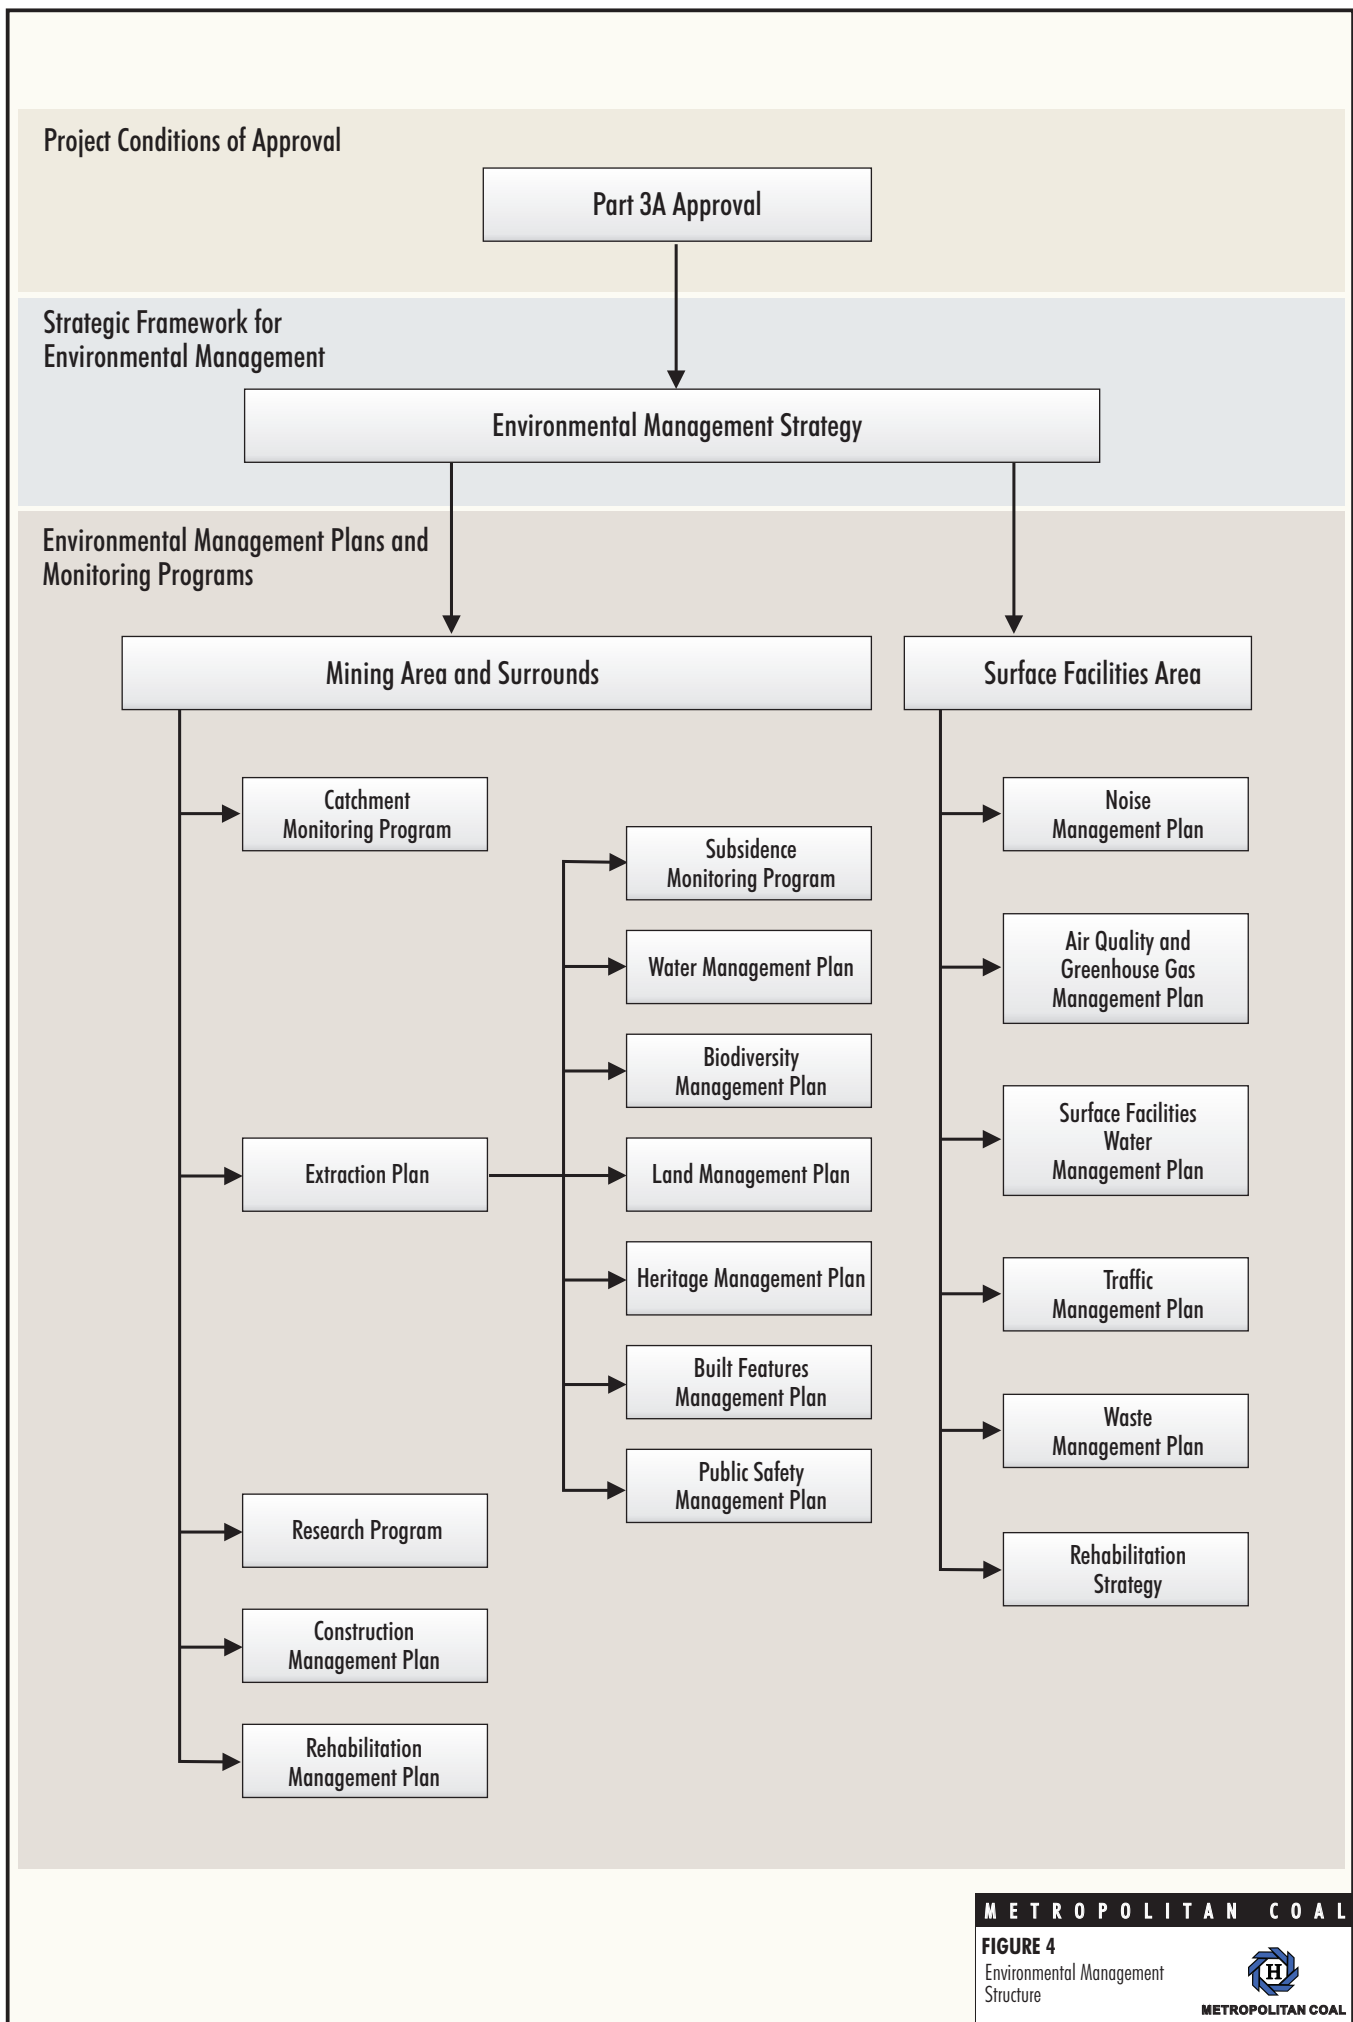 Project Conditions of Approval
Part 3A Approval
Strategic Framework for
Environmental Management
Environmental Management Strategy
Environmental Management Plans and
Monitoring Programs
Mining Area and Surrounds
Surface Facilities Area
Catchment
Monitoring Program
Extraction Plan
Research Program
Construction
Management Plan
Rehabilitation
Management Plan
Subsidence
Monitoring Program
Water Management Plan
Biodiversity
Management Plan
Land Management Plan
Heritage Management Plan
Built Features
Management Plan
Public Safety
Management Plan
Noise
Management Plan
Air Quality and
Greenhouse Gas
Management Plan
Surface Facilities
Water
Management Plan
Traffic
Management Plan
Waste
Management Plan
Rehabilitation
Strategy
METROPOLITAN COAL
FIGURE 4
Environmental Management
Structure
H
METROPOLITAN COAL